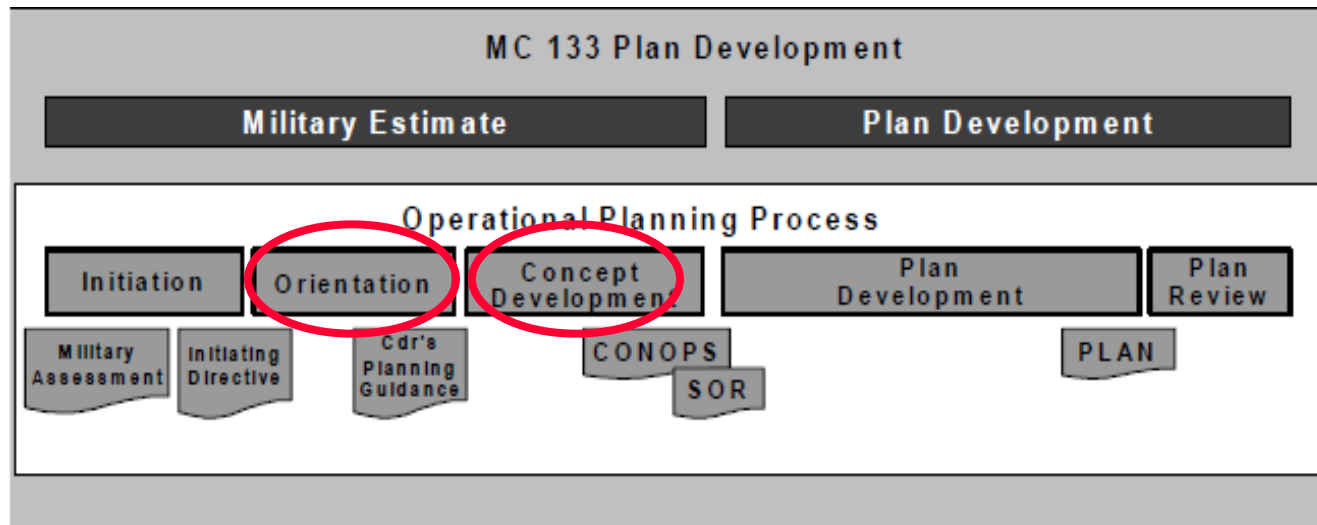 MC 133 Plan Development
Military Estimate
Plan Development
Operational Planning Process
Initiation
Orientation
Concept
Development
Plan
Development
Plan
Review
Military
Assessment
Initiating
Directive
Cdr's
Planning
Guidance
CONOPS
SOR
PLAN